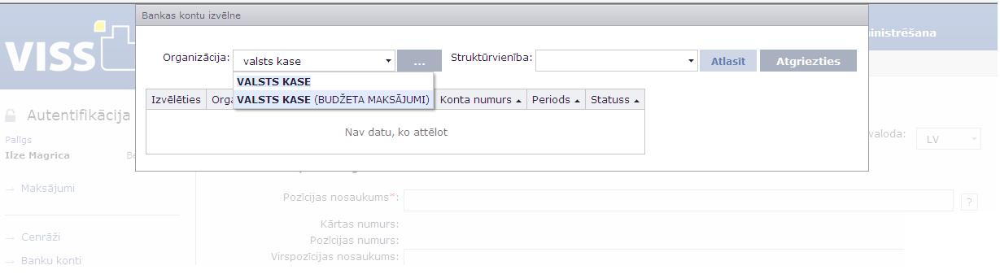 Bankas kontu izvēlne
VISS
ministrēšana
Organizācija: valsts kase ... Struktūrvienība: Atlasīt Atgriezties
VALSTS KASE
VALSTS KASE (BUDŽETA MAKSĀJUMI)
Izvēlēties Orga Konta numurs Periods Statuss
Nav datu, ko attēlot
Autentifikācija
Palīgs
Ilze Magrica Be
valoda: LV
→ Maksājumi
Pozīcijas nosaukums*: ?
Kārtas numurs:
→ Cenrāži
Pozīcijas numurs:
Virspozīcijas nosaukums:
→ Banku konti